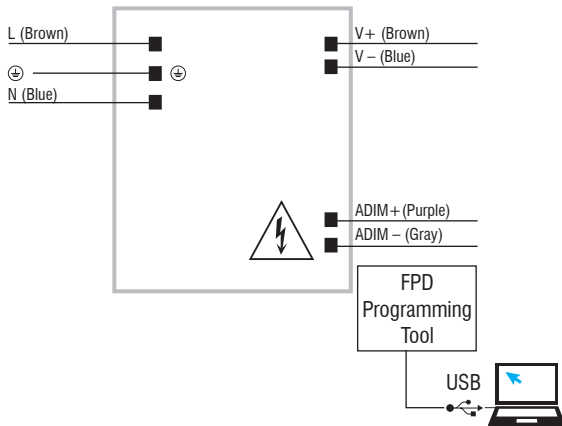 L (Brown)
N (Blue)
V+ (Brown)
V – (Blue)
ADIM+ (Purple)
ADIM – (Gray)
FPD
Programming
Tool
USB